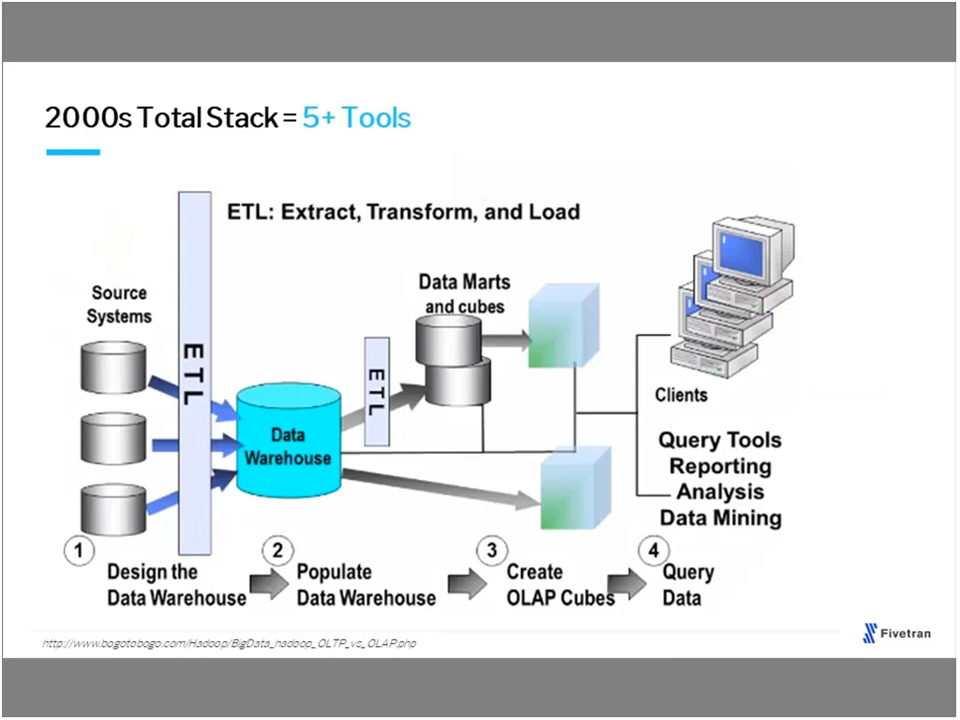 2000s Total Stack = 5+ Tools
ETL: Extract, Transform, and Load
Source
Systems
ETL
Data
Warehouse
ETL
Data Marts
and cubes
Clients
Query Tools
Reporting
Analysis
Data Mining
1
Design the
Data Warehouse
2
Populate
Data Warehouse
3
Create
OLAP Cubes
4
Query
Data
http://www.bogotobogo.com/Hadoop/BigData_hadoop_OLTP_vs_OLAP.php
Fivetran